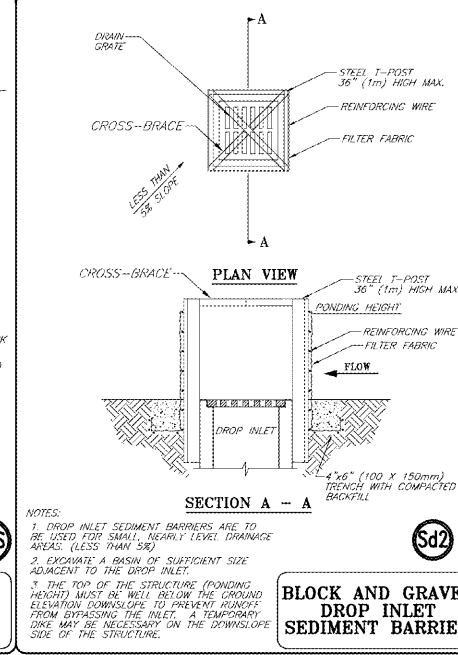 A
DRAIN
GRATE
STEEL T-POST
36" (1m) HIGH MAX.
REINFORCING WIRE
CROSS-BRACE
FILTER FABRIC
LESS THAN
5% SLOPE
A
CROSS-BRACE
PLAN VIEW
STEEL T-POST
36" (1m) HIGH MAX
PONDING HEIGHT
REINFORCING WIRE
FILTER FABRIC
FLOW
DROP INLET
4"x6" (100 X 150mm)
TRENCH WITH COMPACTED
BACKFILL
SECTION A - A
NOTES:
1. DROP INLET SEDIMENT BARRIERS ARE TO
BE USED FOR SMALL, NEARLY LEVEL DRAINAGE
AREAS. (LESS THAN 5%)
2. EXCAVATE A BASIN OF SUFFICIENT SIZE
ADJACENT TO THE DROP INLET.
3. THE TOP OF THE STRUCTURE (PONDING
HEIGHT) MUST BE WELL BELOW THE GROUND
ELEVATION DOWNSLOPE TO PREVENT RUNOFF
FROM BYPASSING THE INLET. A TEMPORARY
DIKE MAY BE NECESSARY ON THE DOWNSLOPE
SIDE OF THE STRUCTURE.
Sd2
BLOCK AND GRAVE
DROP INLET
SEDIMENT BARRIE